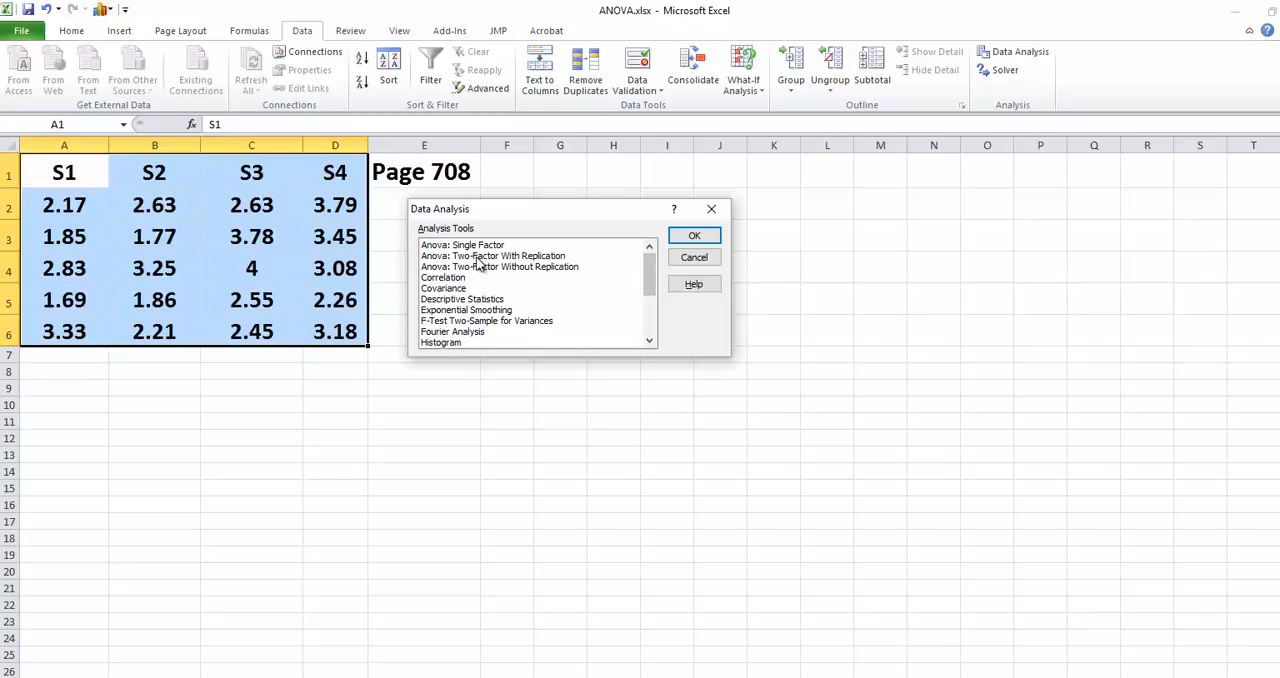 ANOVA.xlsx - Microsoft Excel
File Home Insert Page Layout Formulas Data Review View Add-Ins JMP Acrobat
From Access
From Web
From Text
From Other Sources
Existing Connections
Get External Data
Refresh All
Connections
Properties
Edit Links
Connections
Sort
Filter
Clear
Reapply
Advanced
Sort & Filter
Text to Columns
Remove Duplicates
Data Validation
Consolidate
What-If Analysis
Data Tools
Group
Ungroup
Subtotal
Show Detail
Hide Detail
Outline
Data Analysis
Solver
Analysis
A1 fx S1
A B C D E F G H I J K L M N O P Q R S T
1 S1 S2 S3 S4 Page 708
2 2.17 2.63 2.63 3.79
3 1.85 1.77 3.78 3.45
4 2.83 3.25 4 3.08
5 1.69 1.86 2.55 2.26
6 3.33 2.21 2.45 3.18
7
8
9
10
11
12
13
14
15
16
17
18
19
20
21
22
23
24
25
26
Data Analysis ?
Analysis Tools
Anova: Single Factor
Anova: Two-Factor With Replication
Anova: Two-Factor Without Replication
Correlation
Covariance
Descriptive Statistics
Exponential Smoothing
F-Test Two-Sample for Variances
Fourier Analysis
Histogram
OK
Cancel
Help